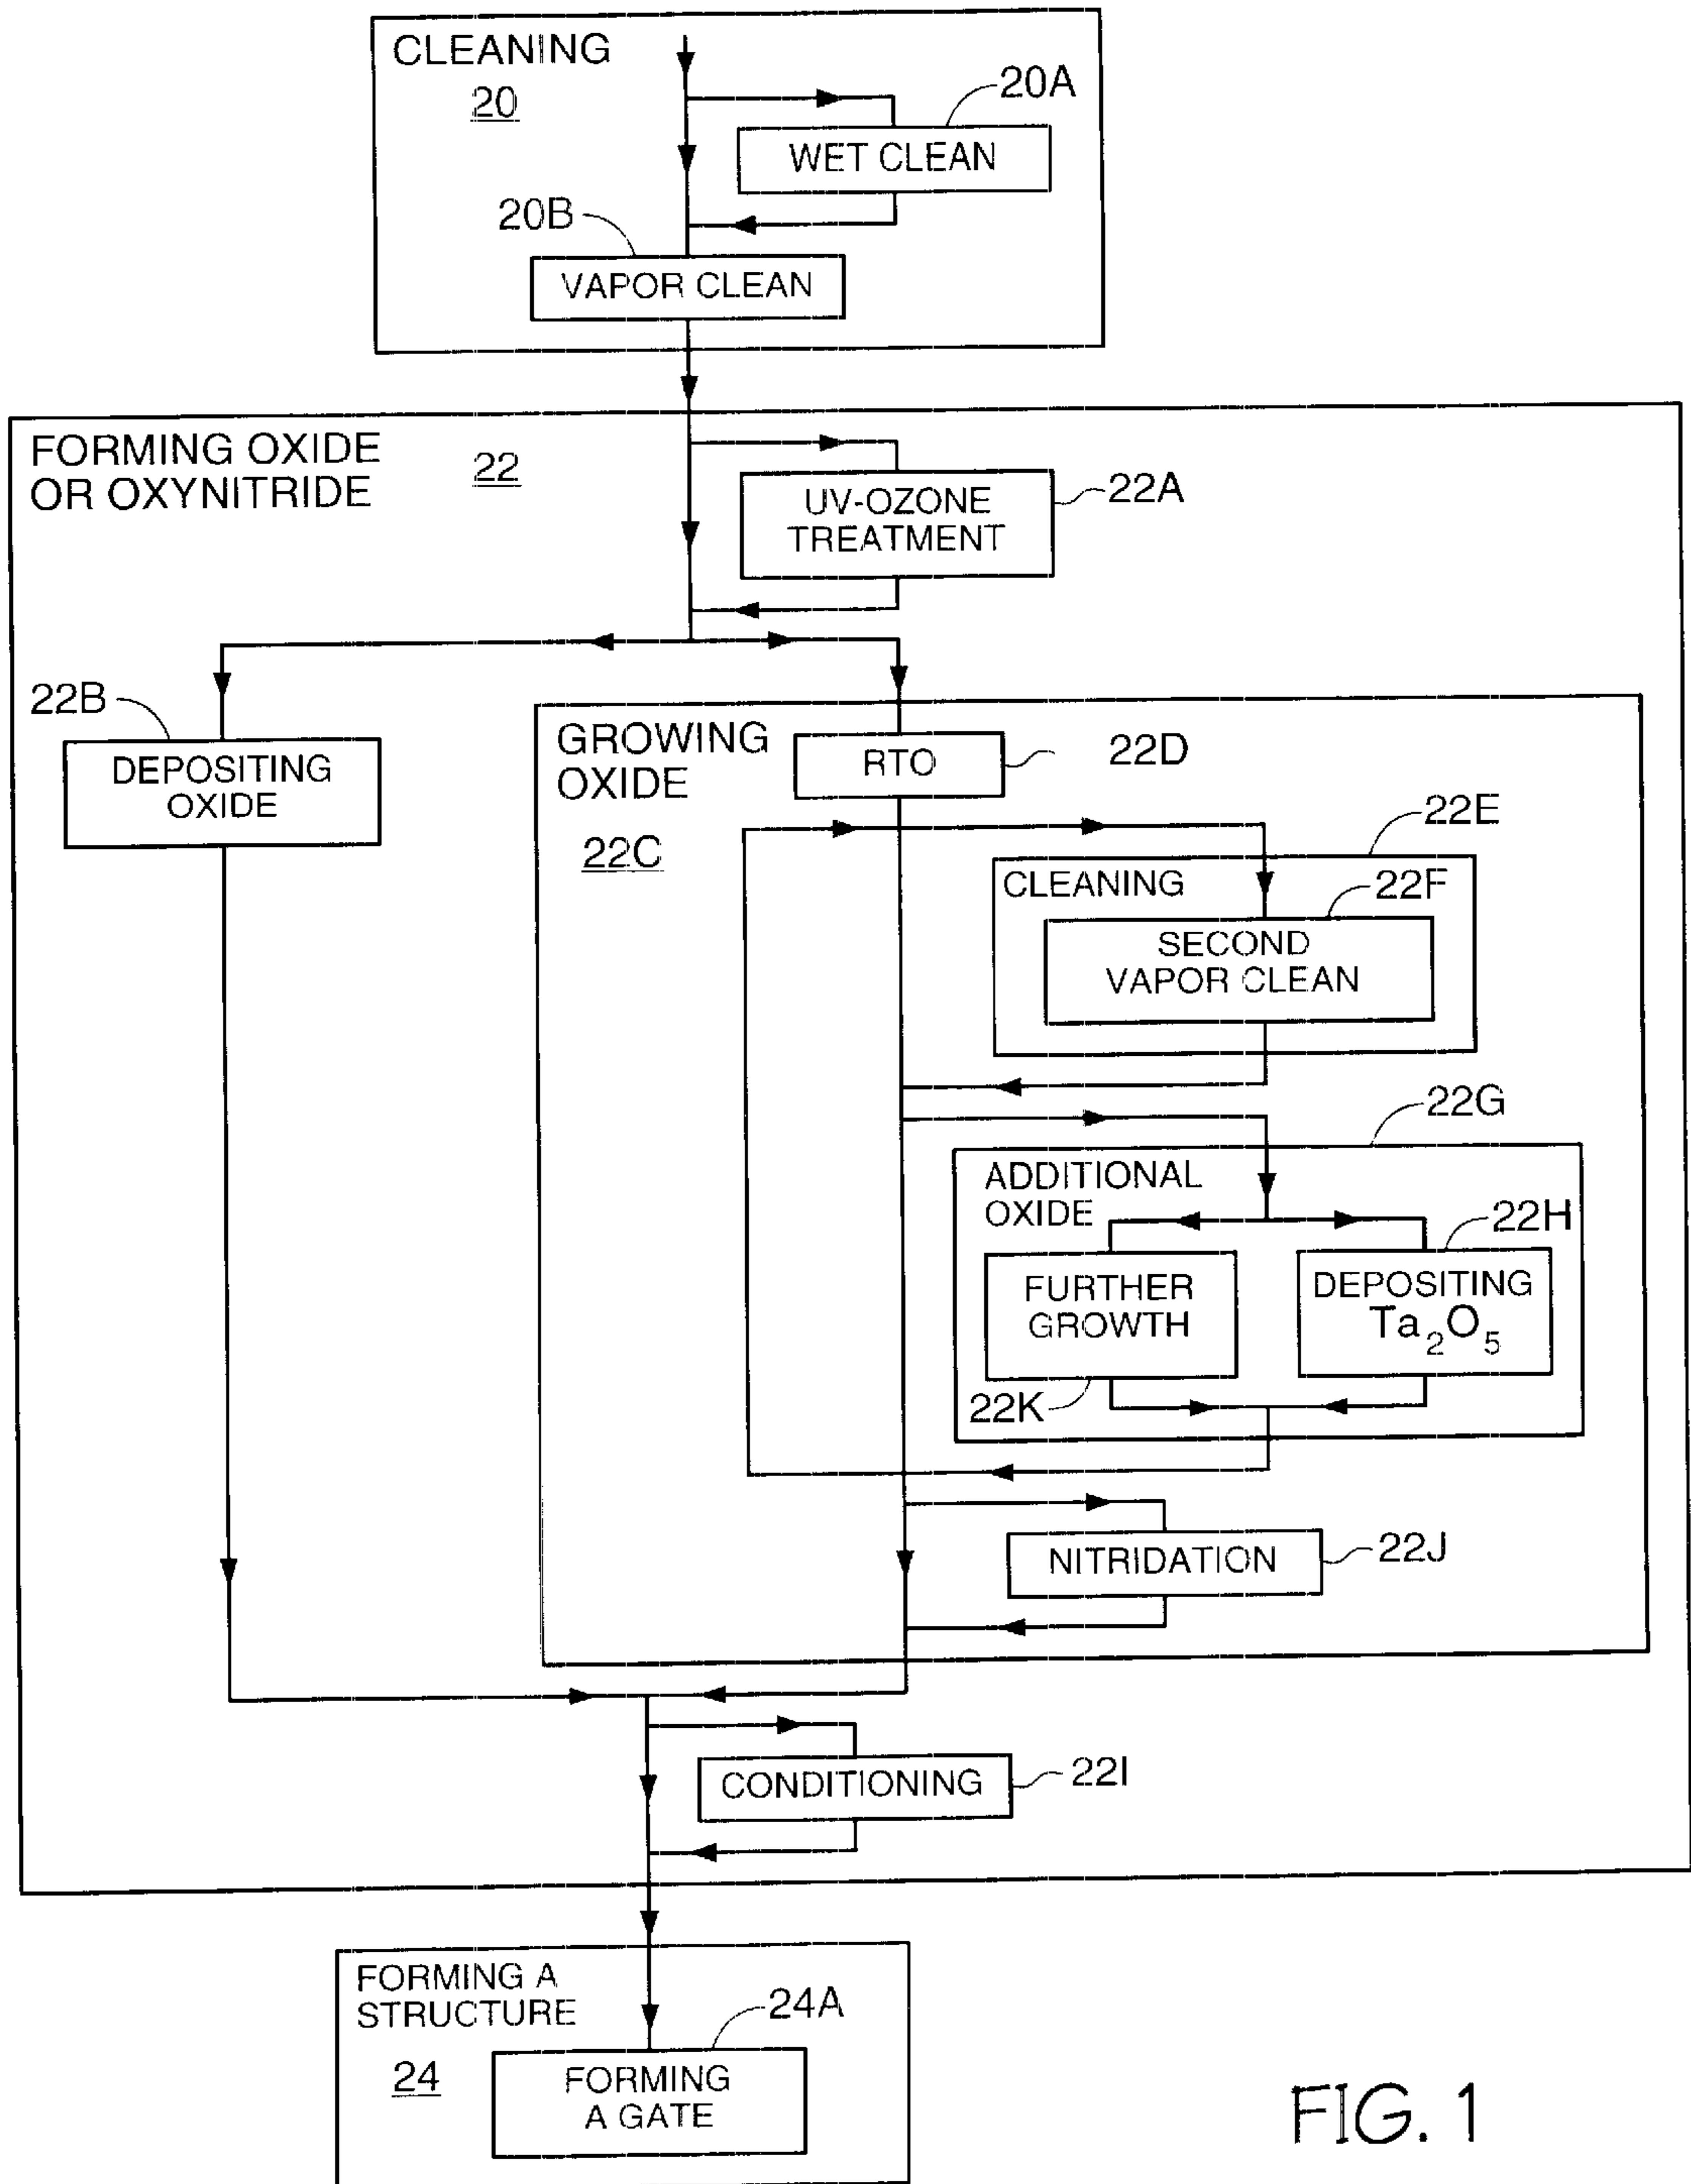 CLEANING
20
20A
WET CLEAN
20B
VAPOR CLEAN
FORMING OXIDE
OR OXYNITRIDE
22
22A
UV-OZONE
TREATMENT
22B
DEPOSITING
OXIDE
GROWING
OXIDE
22C
RTO
22D
22E
CLEANING
22F
SECOND
VAPOR CLEAN
22G
ADDITIONAL
OXIDE
22H
FURTHER
GROWTH
DEPOSITING
Ta₂O₅
22K
NITRIDATION
22J
CONDITIONING
22I
FORMING A
STRUCTURE
24
24A
FORMING
A GATE
FIG. 1